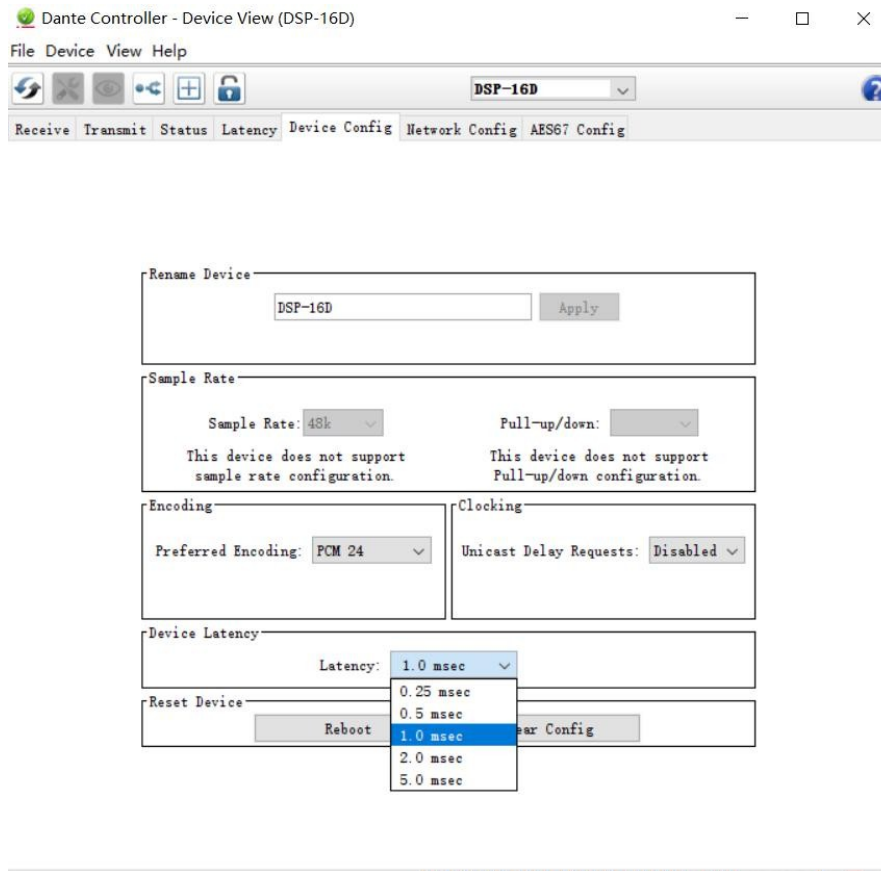 Dante Controller - Device View (DSP-16D)
File Device View Help
DSP-16D
Receive Transmit Status Latency Device Config Network Config AES67 Config
Rename Device
DSP-16D Apply
Sample Rate
Sample Rate: 48k Pull-up/down:
This device does not support This device does not support
sample rate configuration. Pull-up/down configuration.
Encoding Clocking
Preferred Encoding: PCM 24 Unicast Delay Requests: Disabled
Device Latency
Latency: 1.0 msec
0.25 msec
Reset Device
0.5 msec
Reboot 1.0 msec ear Config
2.0 msec
5.0 msec